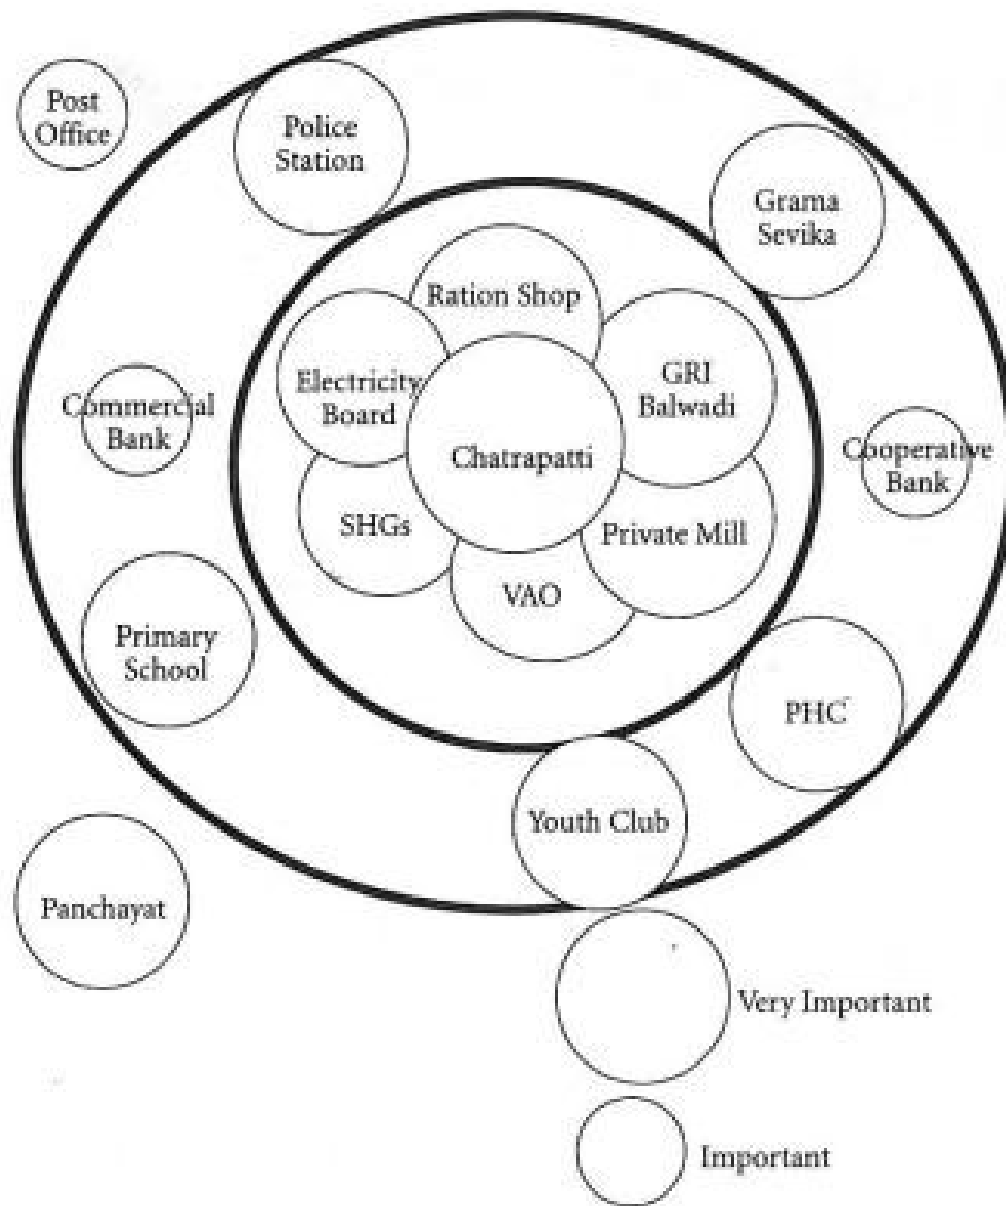 Post
Office
Police
Station
Grama
Sevika
Ration Shop
Electricity
Board
GRI
Balwadi
Commercial
Bank
Chatrapatti
Cooperative
Bank
SHGs
Private Mill
VAO
Primary
School
PHC
Youth Club
Panchayat
Very Important
Important